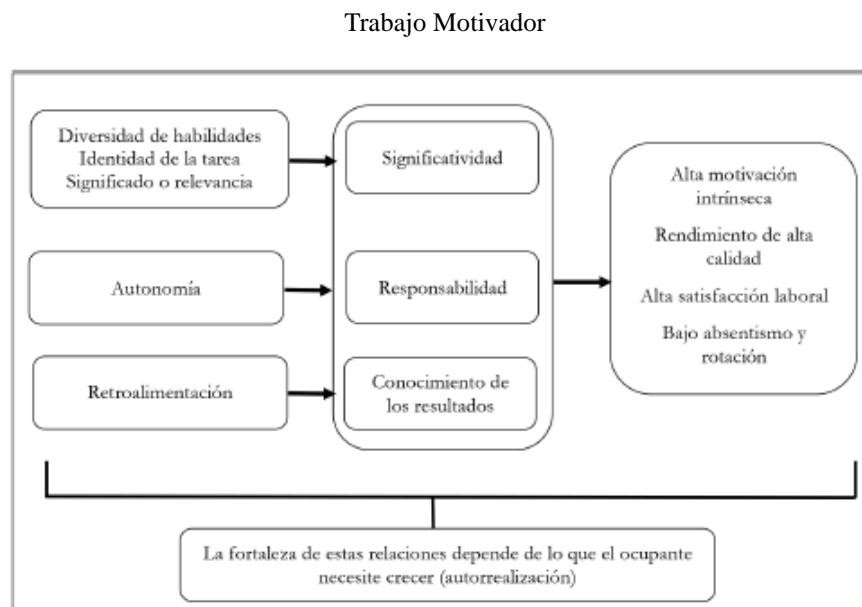 Trabajo Motivador
Diversidad de habilidades
Identidad de la tarea
Significado o relevancia
Significatividad
Alta motivación
intrínseca
Rendimiento de alta
calidad
Alta satisfacción laboral
Bajo absentismo y
rotación
Autonomía
Responsabilidad
Retroalimentación
Conocimiento de
los resultados
La fortaleza de estas relaciones depende de lo que el ocupante
necesite crecer (autorrealización)